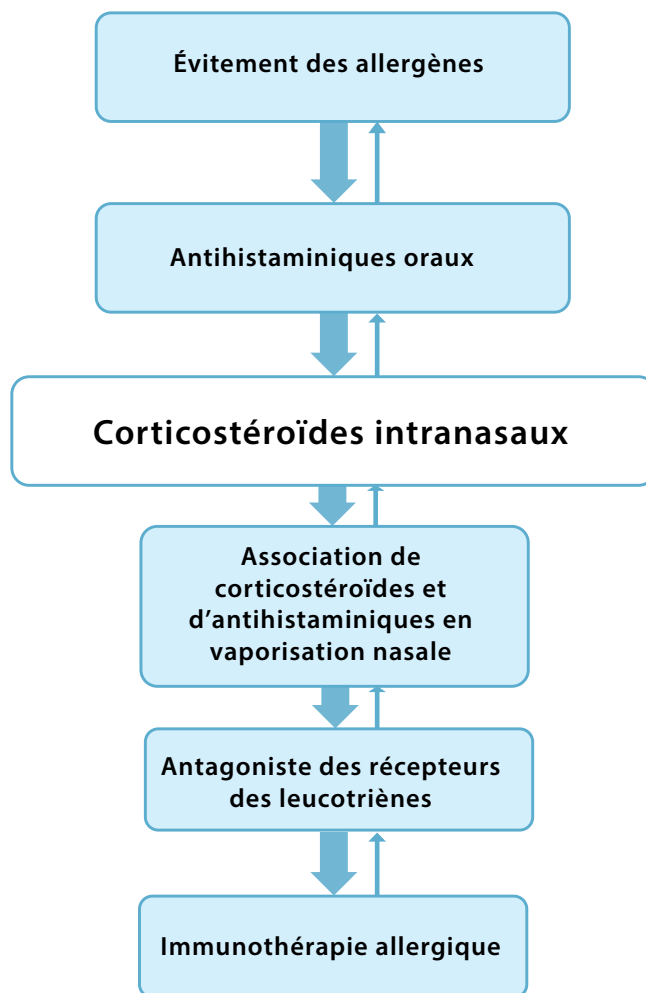 Évitement des allergènes
Antihistaminiques oraux
Corticostéroïdes intranasaux
Association de
corticostéroïdes et
d’antihistaminiques en
vaporisation nasale
Antagoniste des récepteurs
des leucotriènes
Immunothérapie allergique